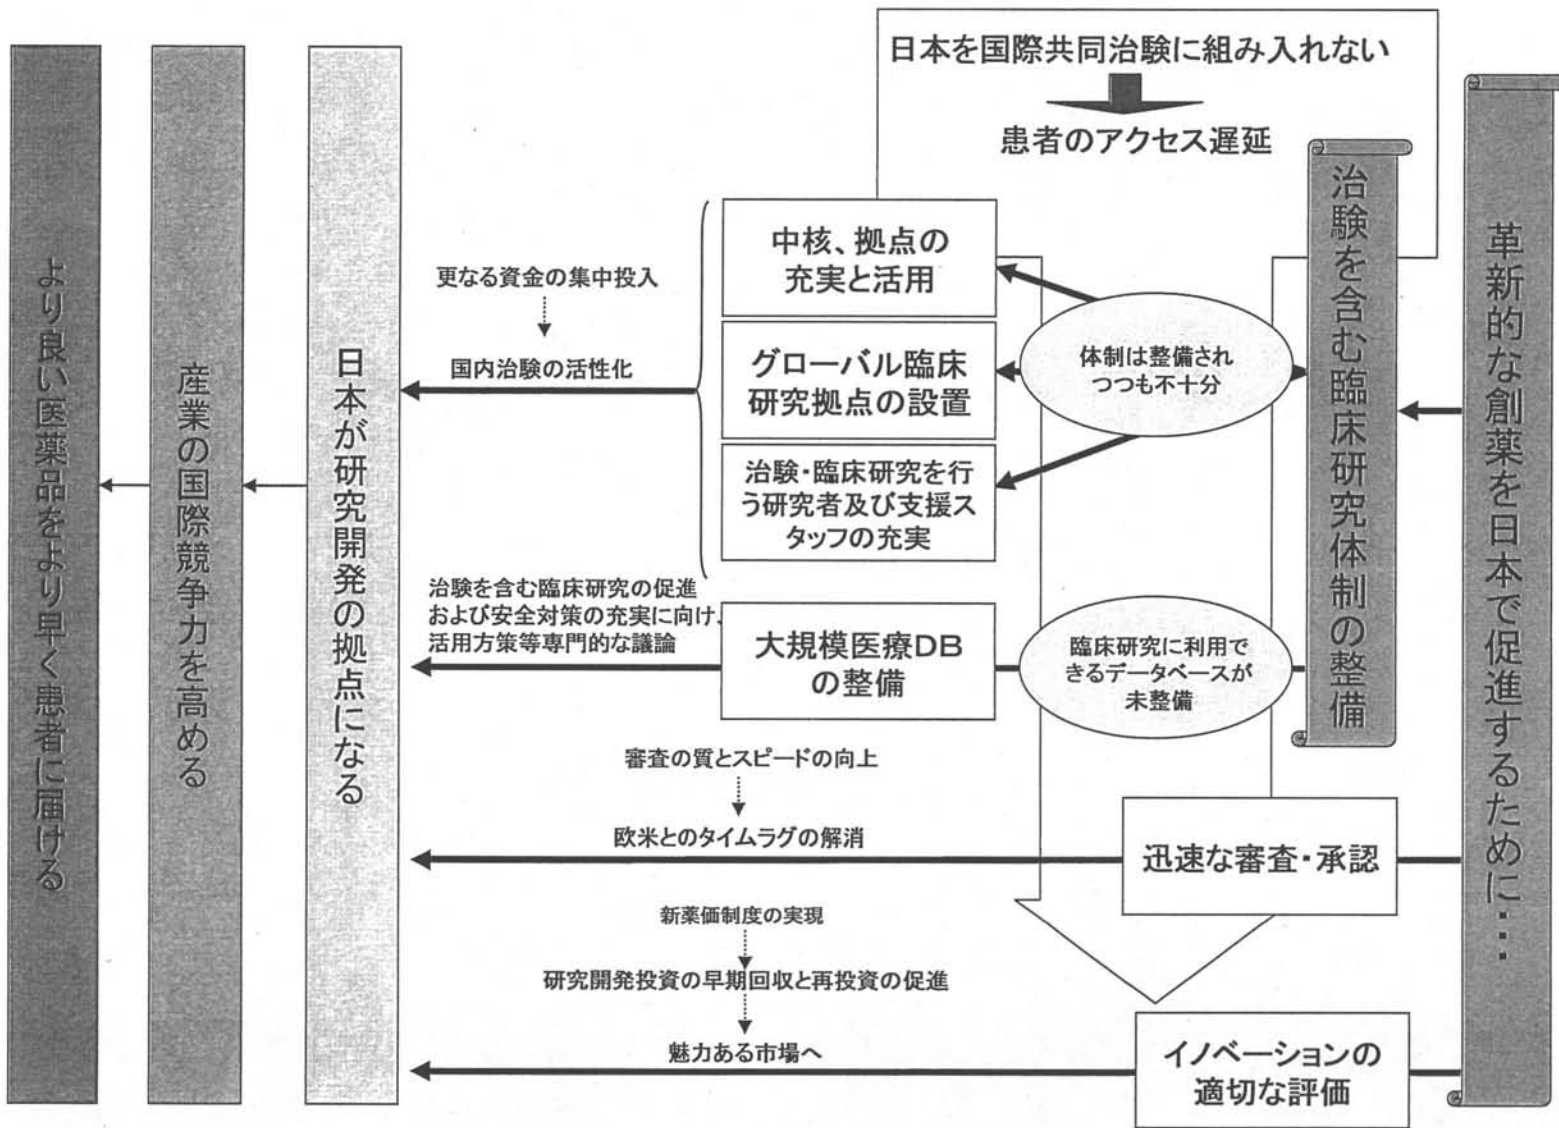 日本を国際共同治験に組み入れない
患者のアクセス遅延
革新的な創薬を日本で促進するために・・・
治験を含む臨床研究体制の整備
体制は整備され
つつも不十分
中核、拠点の
充実と活用
グローバル臨床
研究拠点の設置
治験・臨床研究を行
う研究者及び支援ス
タッフの充実
更なる資金の集中投入
国内治験の活性化
臨床研究に利用で
きるデータベースが
未整備
大規模医療DB
の整備
治験を含む臨床研究の促進
および安全対策の充実に向け、
活用方策等専門的な議論
迅速な審査・承認
審査の質とスピードの向上
欧米とのタイムラグの解消
イノベーションの
適切な評価
新薬価制度の実現
研究開発投資の早期回収と再投資の促進
魅力ある市場へ
日本が研究開発の拠点になる
産業の国際競争力を高める
より良い医薬品をより早く患者に届ける